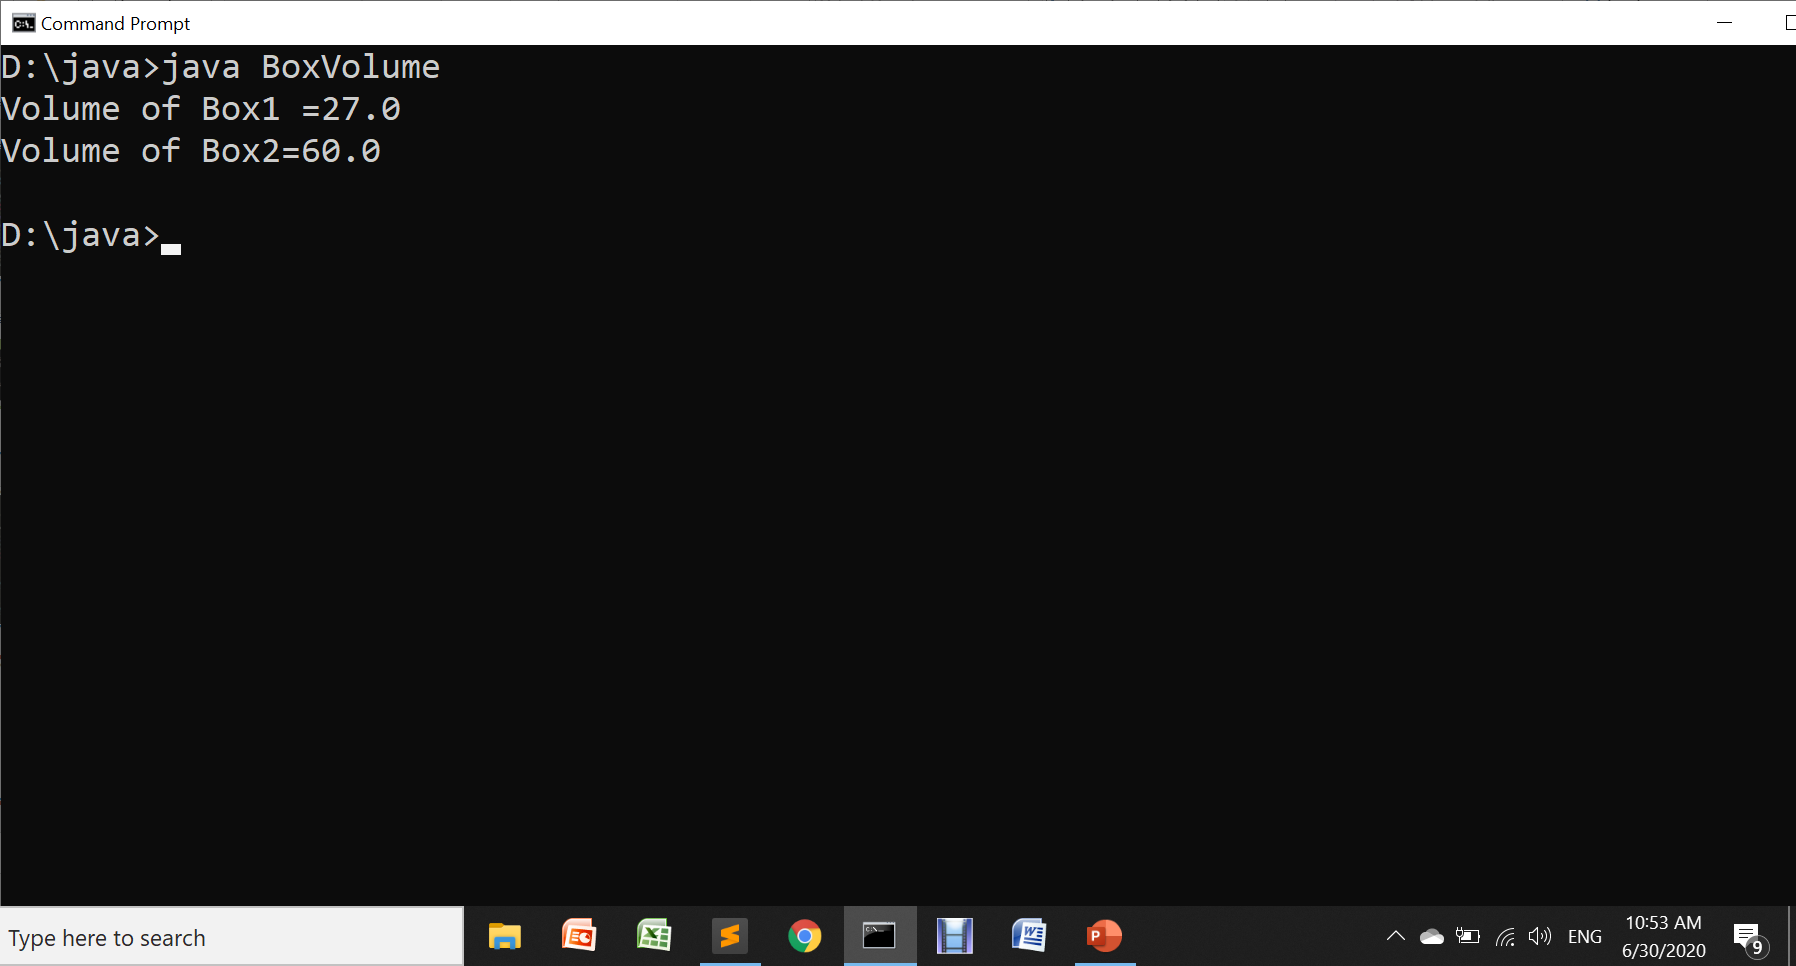 Command Prompt
D:\java>java BoxVolume
Volume of Box1 =27.0
Volume of Box2=60.0
D:\java>
Type here to search
ENG
10:53 AM
6/30/2020
9